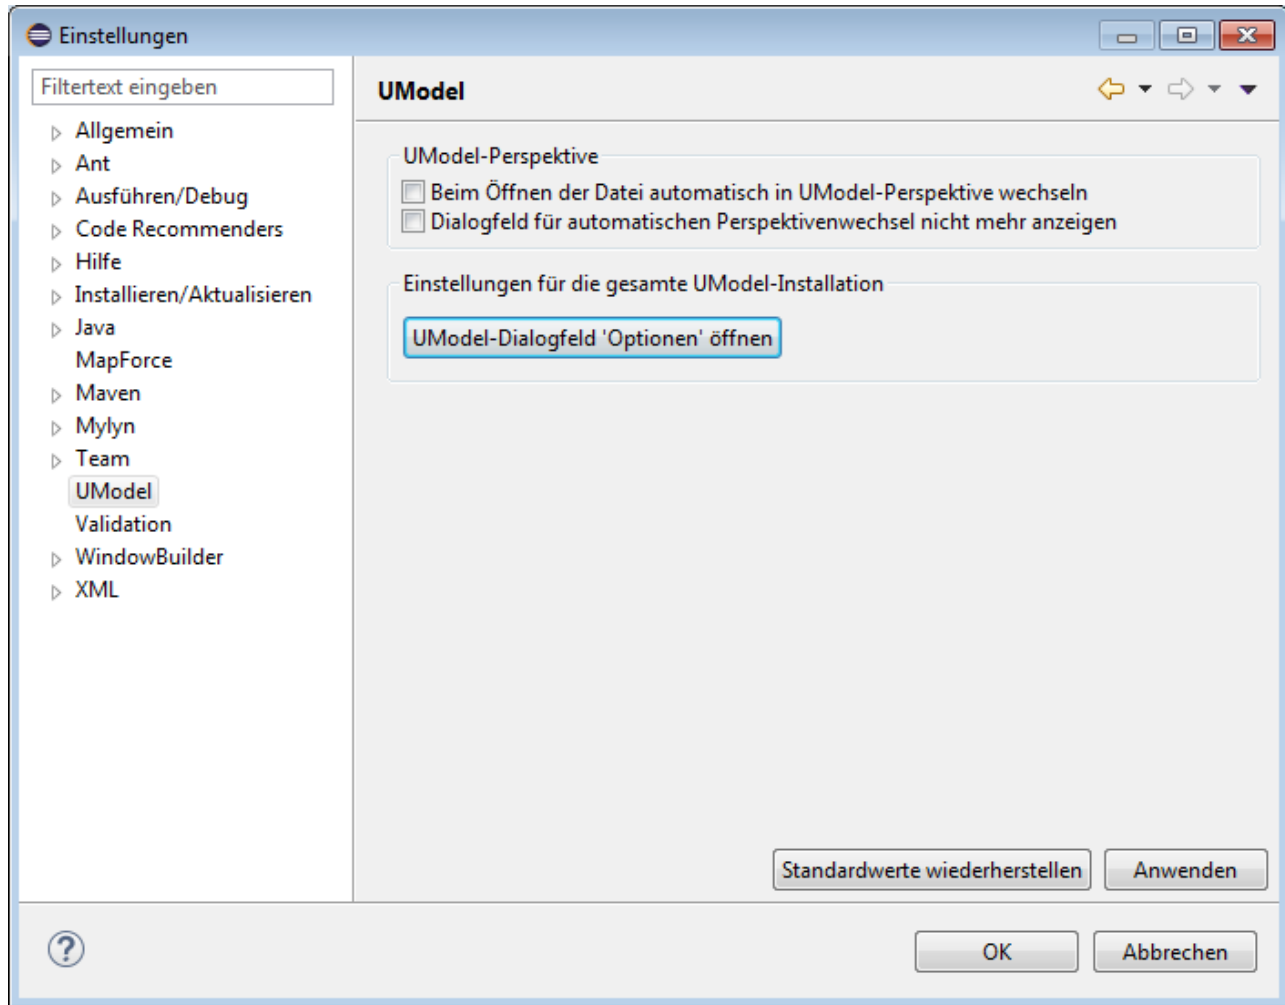 Einstellungen
Filtertext eingeben
Allgemein
Ant
Ausführen/Debug
Code Recommenders
Hilfe
Installieren/Aktualisieren
Java
MapForce
Maven
Mylyn
Team
UModel
Validation
WindowBuilder
XML
UModel
UModel-Perspektive
Beim Öffnen der Datei automatisch in UModel-Perspektive wechseln
Dialogfeld für automatischen Perspektivenwechsel nicht mehr anzeigen
Einstellungen für die gesamte UModel-Installation
UModel-Dialogfeld 'Optionen' öffnen
Standardwerte wiederherstellen
Anwenden
?
OK
Abbrechen